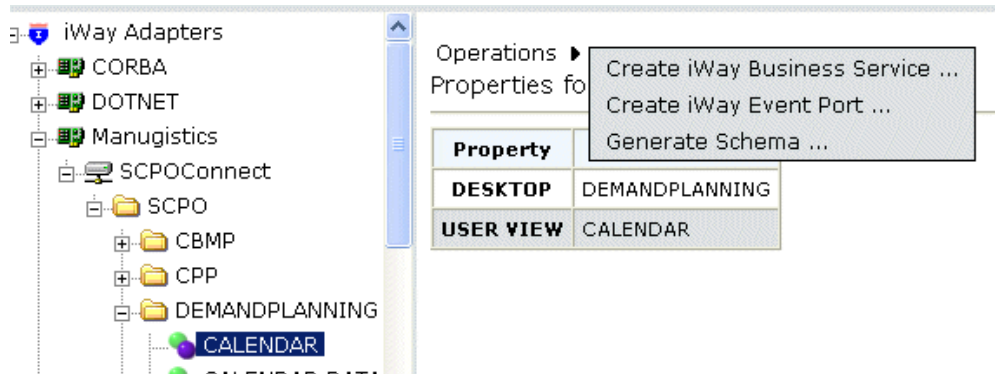 iWay Adapters
CORBA
DOTNET
Manugistics
SCPOConnect
SCPO
CBMP
CPP
DEMANDPLANNING
CALENDAR
Operations
Properties fo
Create iWay Business Service ...
Create iWay Event Port ...
Generate Schema ...
Property
DESKTOP DEMANDPLANNING
USER VIEW CALENDAR